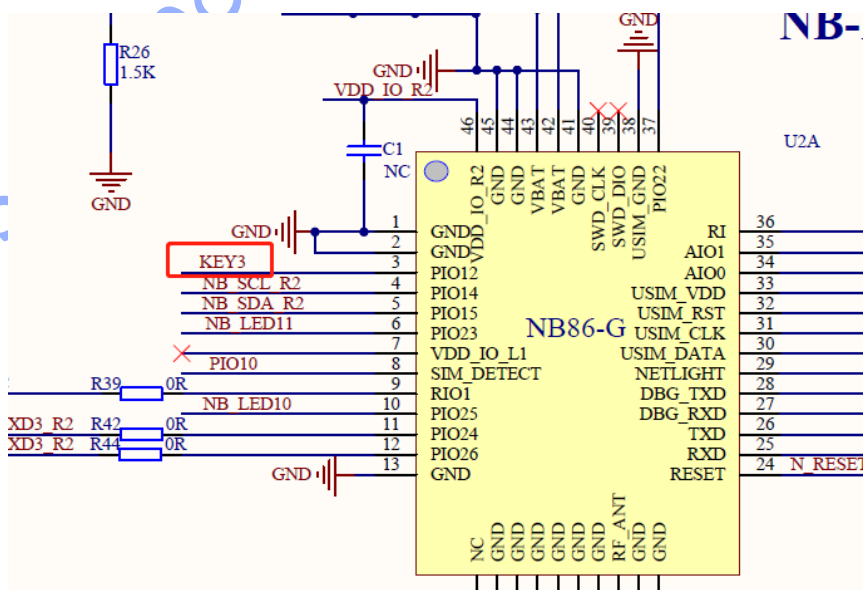 NB-
GND
R26
1.5K
GND
GND
VDD_IO_R2
C1
NC
U2A
46
45
44
43
42
41
40
39
38
37
VDD_IO_R2
GND
GND
VBAT
VBAT
GND
SWD_CLK
SWD_DIO
USIM_GND
PIO22
GND
1 GND
2 GND
KEY3 3 PIO12
NB_SCL_R2 4 PIO14
NB_SDA_R2 5 PIO15
NB_LED11 6 PIO23
7 VDD_IO_L1
PIO10 8 SIM_DETECT
R39 0R 9 RIO1
NB_LED10 10 PIO25
XD3_R2 R42 0R 11 PIO24
XD3_R2 R44 0R 12 PIO26
GND 13 GND
NB86-G
RI 36
AIO1 35
AIO0 34
USIM_VDD 33
USIM_RST 32
USIM_CLK 31
USIM_DATA 30
NETLIGHT 29
DBG_TXD 28
DBG_RXD 27
TXD 26
RXD 25
RESET 24 N_RESET
NC
GND
GND
GND
GND
GND
GND
RF_ANT
GND
GND